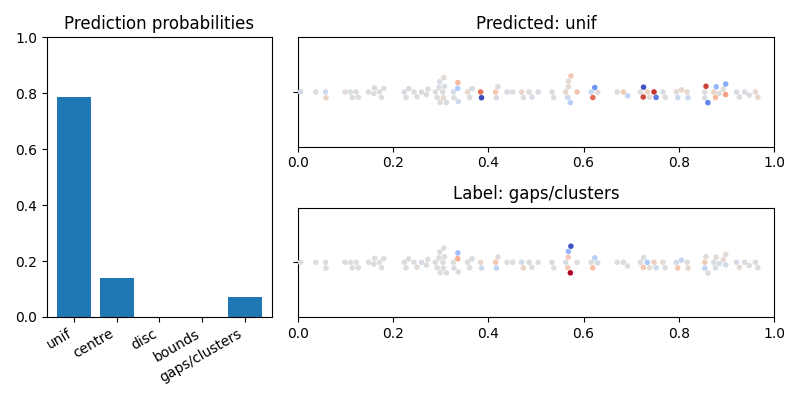 Prediction probabilities
1.0
0.8
0.6
0.4
0.2
0.0
unif
centre
disc
bounds
gaps/clusters
Predicted: unif
0.0 0.2 0.4 0.6 0.8 1.0
Label: gaps/clusters
0.0 0.2 0.4 0.6 0.8 1.0